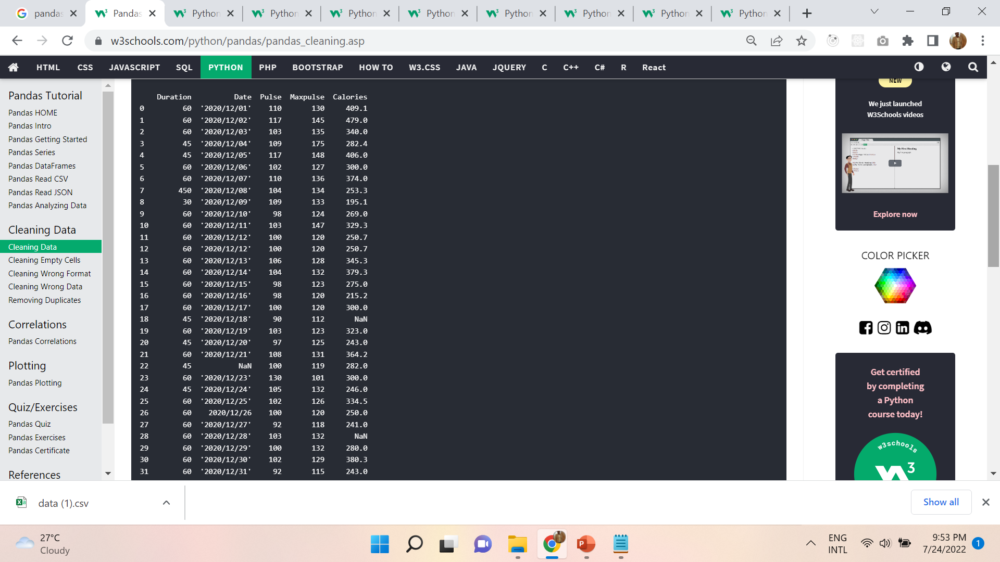 pandas
Pandas
Python
Python
Python
Python
Python
Python
Python
Python
w3schools.com/python/pandas/pandas_cleaning.asp
HTML CSS JAVASCRIPT SQL PYTHON PHP BOOTSTRAP HOW TO W3.CSS JAVA JQUERY C C++ C# R React
Pandas Tutorial
Pandas HOME
Pandas Intro
Pandas Getting Started
Pandas Series
Pandas DataFrames
Pandas Read CSV
Pandas Read JSON
Pandas Analyzing Data
Cleaning Data
Cleaning Data
Cleaning Empty Cells
Cleaning Wrong Format
Cleaning Wrong Data
Removing Duplicates
Correlations
Pandas Correlations
Plotting
Pandas Plotting
Quiz/Exercises
Pandas Quiz
Pandas Exercises
Pandas Certificate
References
Duration Date Pulse Maxpulse Calories
0 60 '2020/12/01' 110 130 409.1
1 60 '2020/12/02' 117 145 479.0
2 60 '2020/12/03' 103 135 340.0
3 45 '2020/12/04' 109 175 282.4
4 45 '2020/12/05' 117 148 406.0
5 60 '2020/12/06' 102 127 300.0
6 60 '2020/12/07' 110 136 374.0
7 450 '2020/12/08' 104 134 253.3
8 30 '2020/12/09' 109 133 195.1
9 60 '2020/12/10' 98 124 269.0
10 60 '2020/12/11' 103 147 329.3
11 60 '2020/12/12' 100 120 250.7
12 60 '2020/12/12' 100 120 250.7
13 60 '2020/12/13' 106 128 345.3
14 60 '2020/12/14' 104 132 379.3
15 60 '2020/12/15' 98 123 275.0
16 60 '2020/12/16' 98 120 215.2
17 60 '2020/12/17' 100 120 300.0
18 45 '2020/12/18' 90 112 NaN
19 60 '2020/12/19' 103 123 323.0
20 45 '2020/12/20' 97 125 243.0
21 60 '2020/12/21' 108 131 364.2
22 45 NaN 100 119 282.0
23 60 '2020/12/23' 130 101 300.0
24 45 '2020/12/24' 105 132 246.0
25 60 '2020/12/25' 102 126 334.5
26 60 2020/12/26 100 120 250.0
27 60 '2020/12/27' 92 118 241.0
28 60 '2020/12/28' 103 132 NaN
29 60 '2020/12/29' 100 132 280.0
30 60 '2020/12/30' 102 129 380.3
31 60 '2020/12/31' 92 115 243.0
NEW
We just launched
W3Schools videos
My First Heading
Explore now
COLOR PICKER
Get certified
by completing
a Python
course today!
w3schools
3
data (1).csv
Show all
27°C
Cloudy
ENG
INTL
9:53 PM
7/24/2022
1